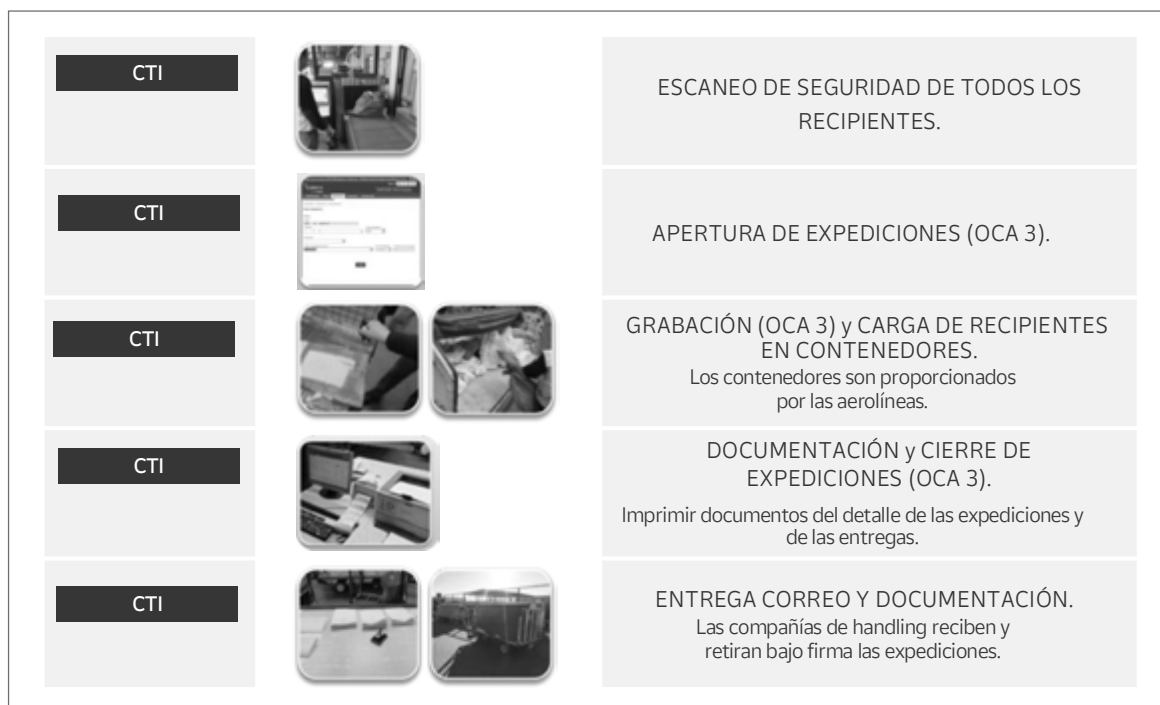 CTI
ESCANEO DE SEGURIDAD DE TODOS LOS
RECIPIENTES.
CTI
APERTURA DE EXPEDICIONES (OCA 3).
CTI
GRABACIÓN (OCA 3) y CARGA DE RECIPIENTES
EN CONTENEDORES.
Los contenedores son proporcionados
por las aerolíneas.
CTI
DOCUMENTACIÓN y CIERRE DE
EXPEDICIONES (OCA 3).
Imprimir documentos del detalle de las expediciones y
de las entregas.
CTI
ENTREGA CORREO Y DOCUMENTACIÓN.
Las compañías de handling reciben y
retiran bajo firma las expediciones.